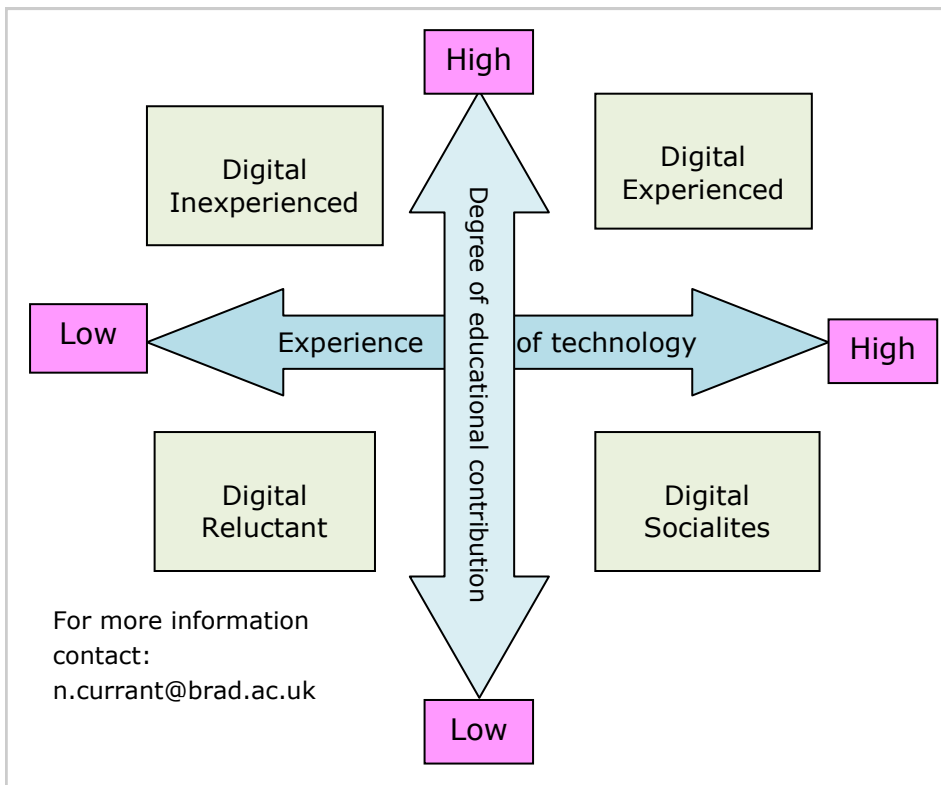 High
Digital
Inexperienced
Digital
Experienced
Degree of educational contribution
Low
Experience of technology
High
Digital
Reluctant
Digital
Socialites
For more information
contact:
n.currant@brad.ac.uk
Low